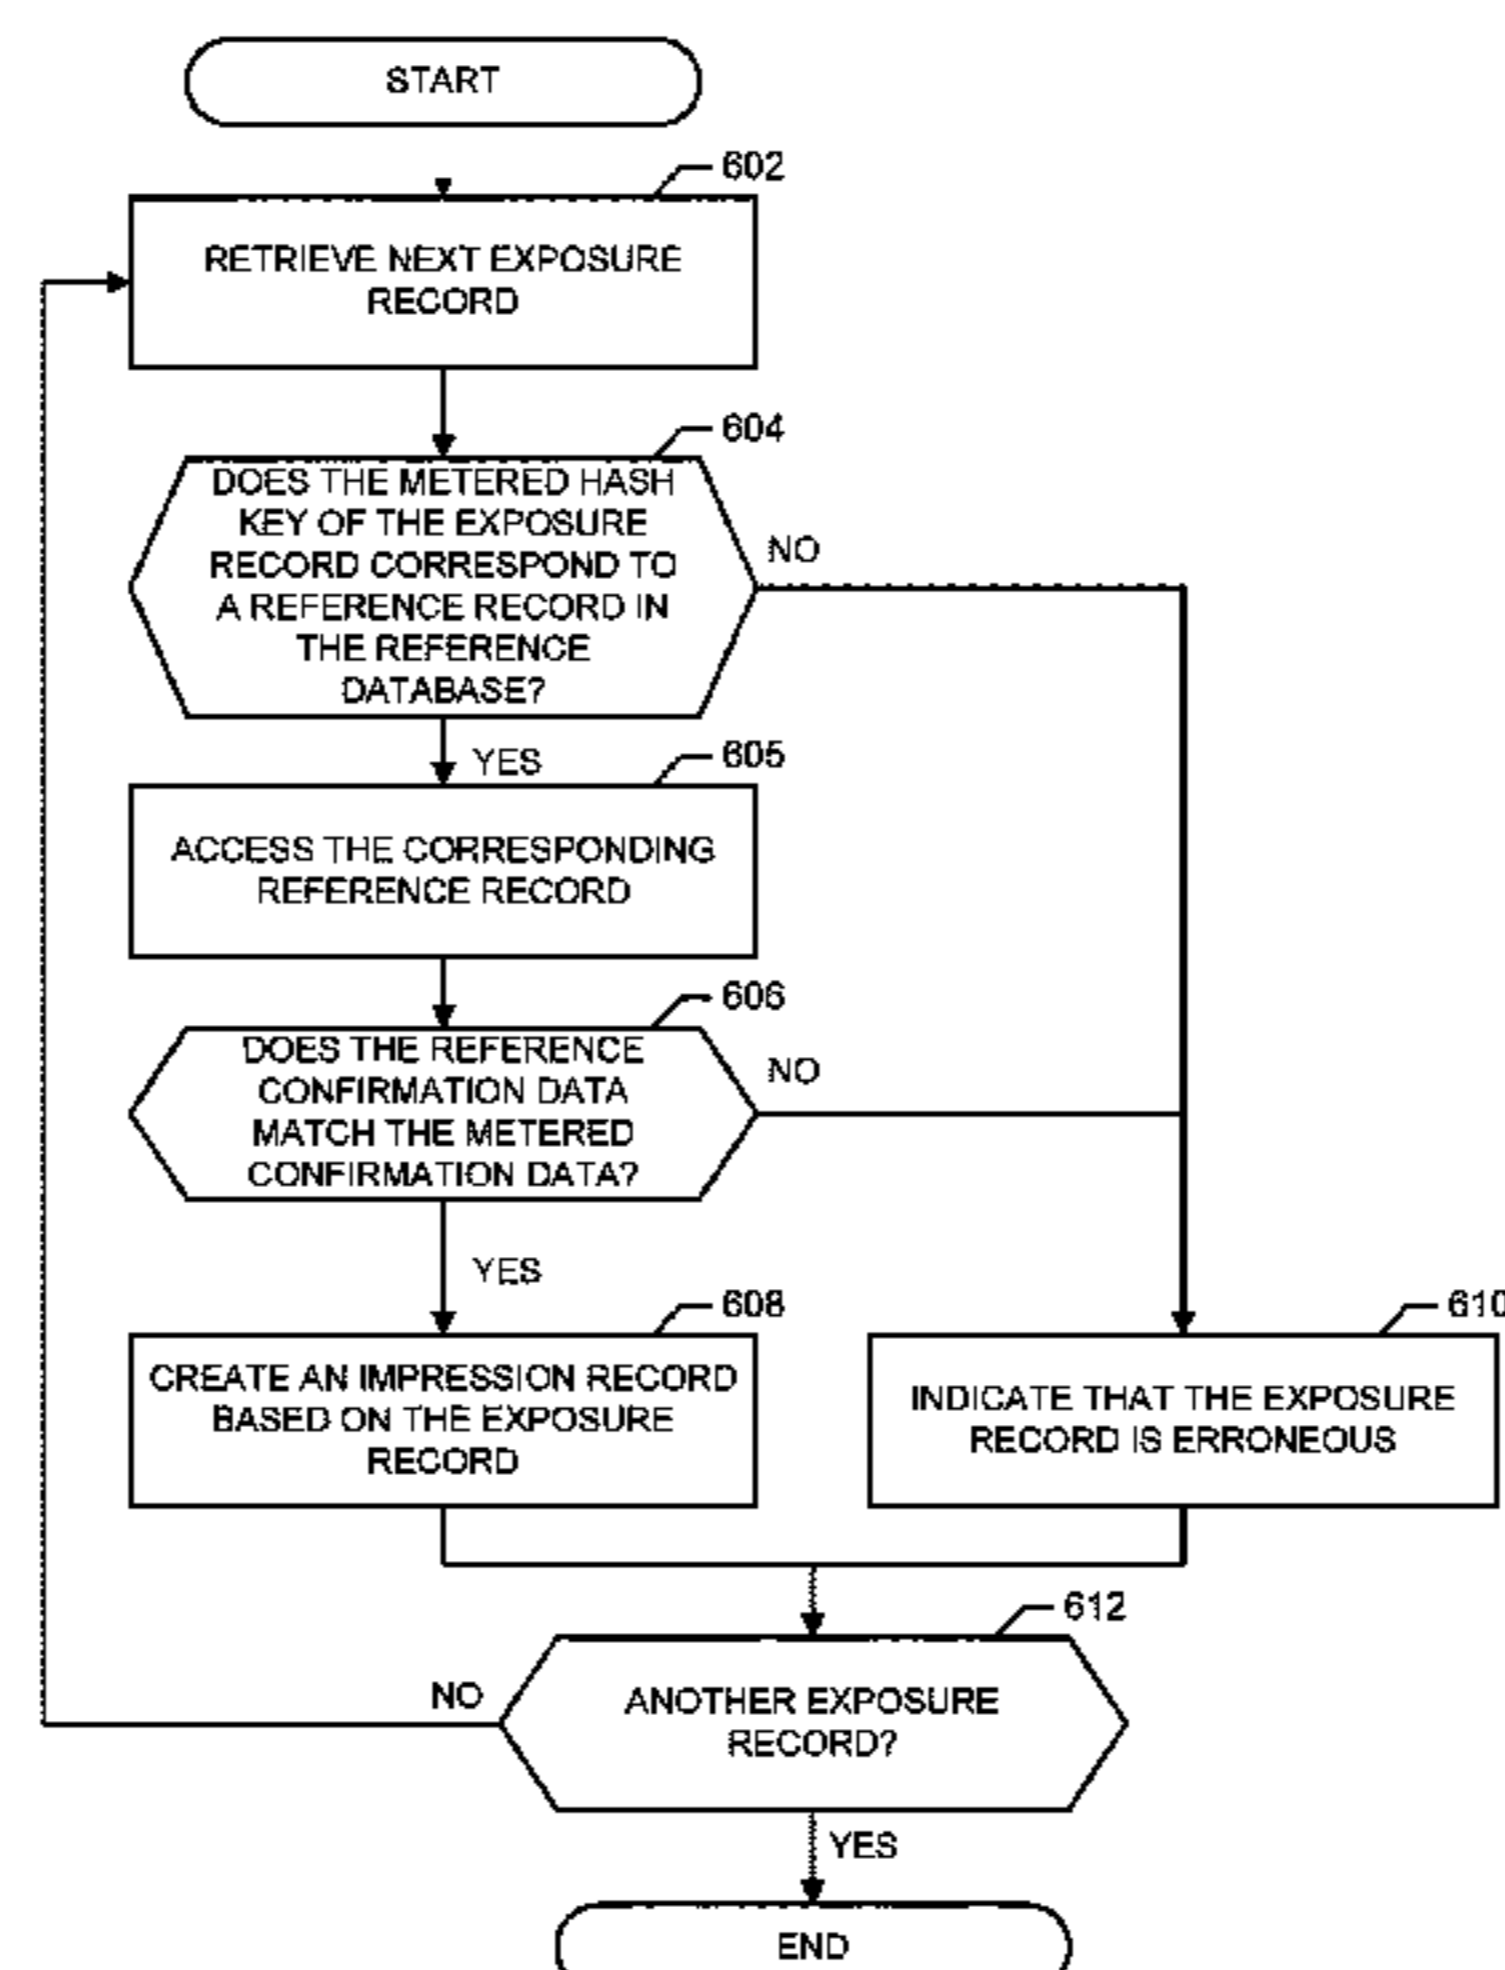 START
602
RETRIEVE NEXT EXPOSURE
RECORD
604
DOES THE METERED HASH
KEY OF THE EXPOSURE
RECORD CORRESPOND TO
A REFERENCE RECORD IN
THE REFERENCE
DATABASE?
NO
YES
605
ACCESS THE CORRESPONDING
REFERENCE RECORD
606
DOES THE REFERENCE
CONFIRMATION DATA
MATCH THE METERED
CONFIRMATION DATA?
NO
YES
608
CREATE AN IMPRESSION RECORD
BASED ON THE EXPOSURE
RECORD
610
INDICATE THAT THE EXPOSURE
RECORD IS ERRONEOUS
612
ANOTHER EXPOSURE
RECORD?
NO
YES
END